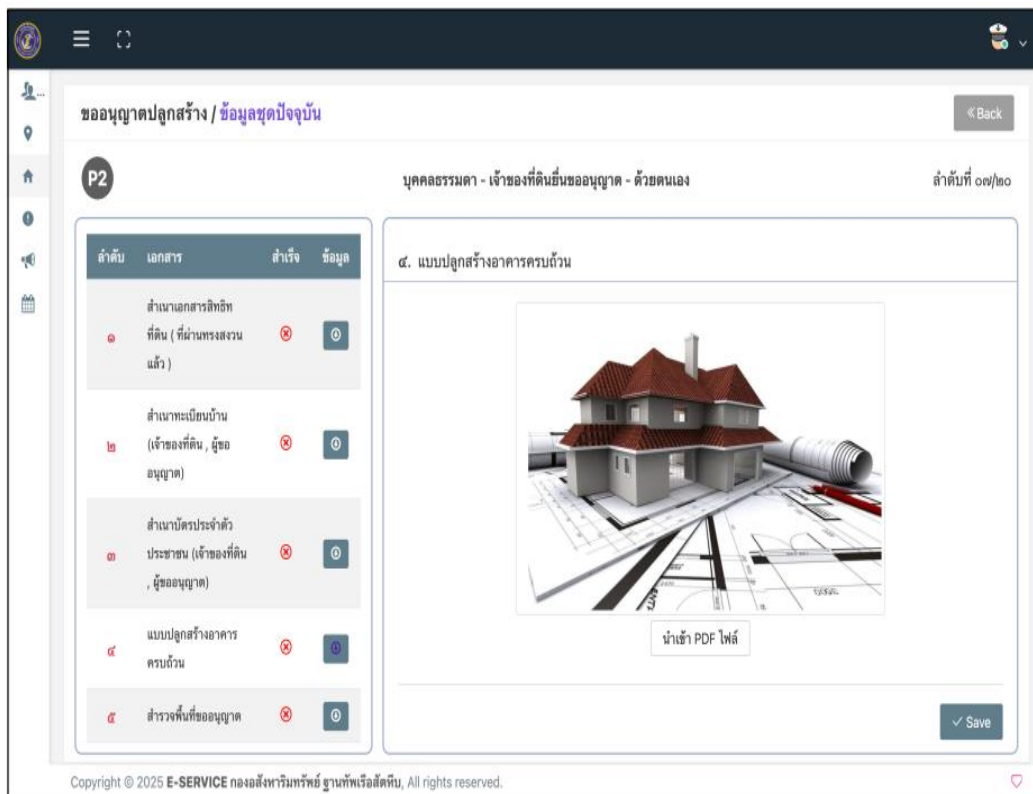 ขออนุญาตปลูกสร้าง / ข้อมูลชุดปัจจุบัน
Back
P2
บุคคลธรรมดา - เจ้าของที่ดินยื่นขออนุญาต - ด้วยตนเอง
ลำดับที่ ๐๗/๒๐
ลำดับ เอกสาร สำเร็จ ข้อมูล
๑
สำเนาเอกสารสิทธิท
ที่ดิน ( ที่ผ่านทรงสงวน
แล้ว )
๒
สำเนาทะเบียนบ้าน
(เจ้าของที่ดิน , ผู้ขอ
อนุญาต)
๓
สำเนาบัตรประจำตัว
ประชาชน (เจ้าของที่ดิน
, ผู้ขออนุญาต)
๔
แบบปลูกสร้างอาคาร
ครบถ้วน
๕
สำรวจพื้นที่ขออนุญาต
๔. แบบปลูกสร้างอาคารครบถ้วน
นำเข้า PDF ไฟล์
Save
Copyright © 2025 E-SERVICE กองอสังหาริมทรัพย์ ฐานทัพเรือสัตหีบ, All rights reserved.